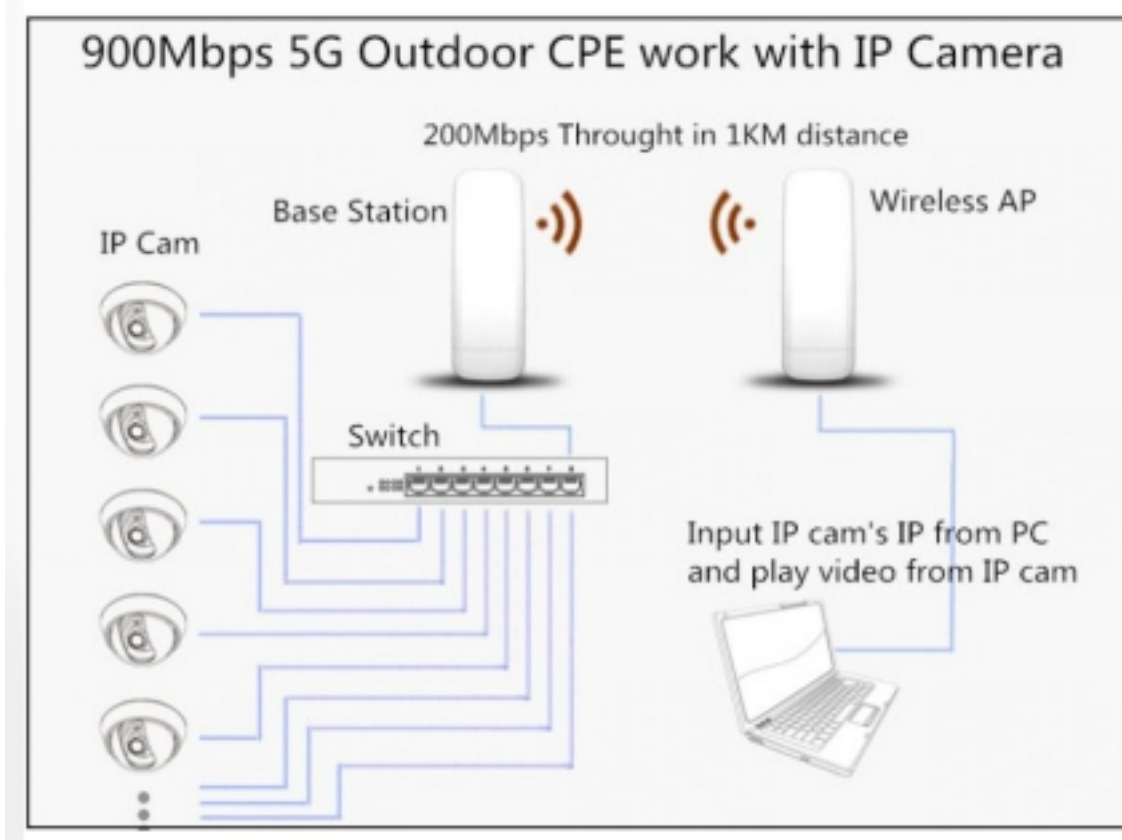 900Mbps 5G Outdoor CPE work with IP Camera
200Mbps Throught in 1KM distance
Base Station
Wireless AP
IP Cam
Switch
Input IP cam's IP from PC
and play video from IP cam